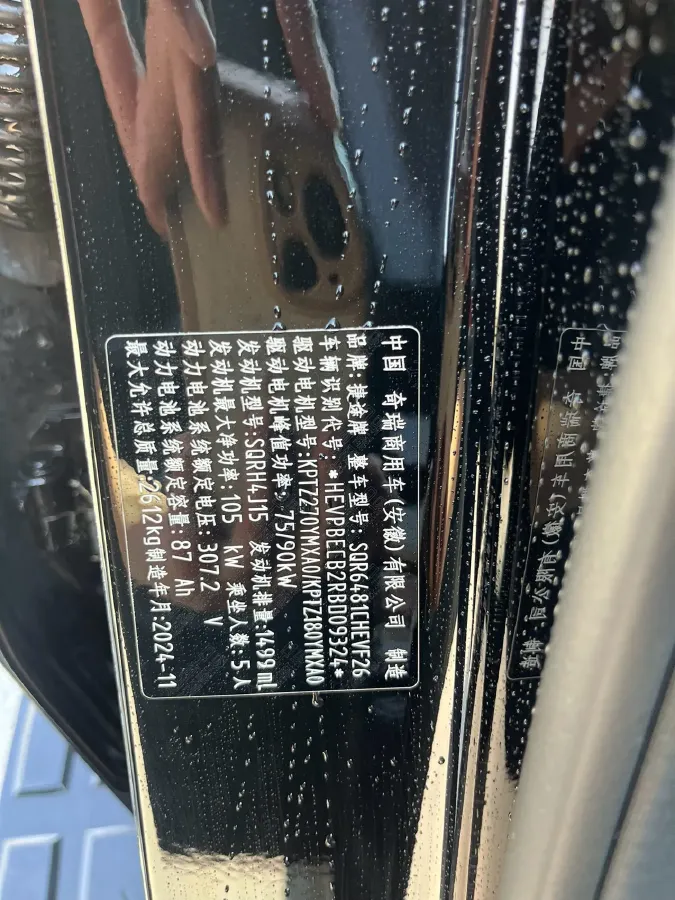 中国 奇瑞商用车(安徽)有限公司 制造
品牌:捷途牌 整车型号:SQR6481CHEVF26
车辆识别代号:*HEVPBECB2RBD09324*
驱动电机型号:KPTZ270YMXA0/KPTZ180YMXA0
驱动电机峰值功率:75/90kW
发动机型号:SQRH4J15 发动机排量:1499ml
发动机最大净功率:105 kW 乘坐人数:5人
动力电池系统额定电压:307.2 V
动力电池系统额定容量:87 Ah
最大允许总质量:2612kg 制造年月:2024-11